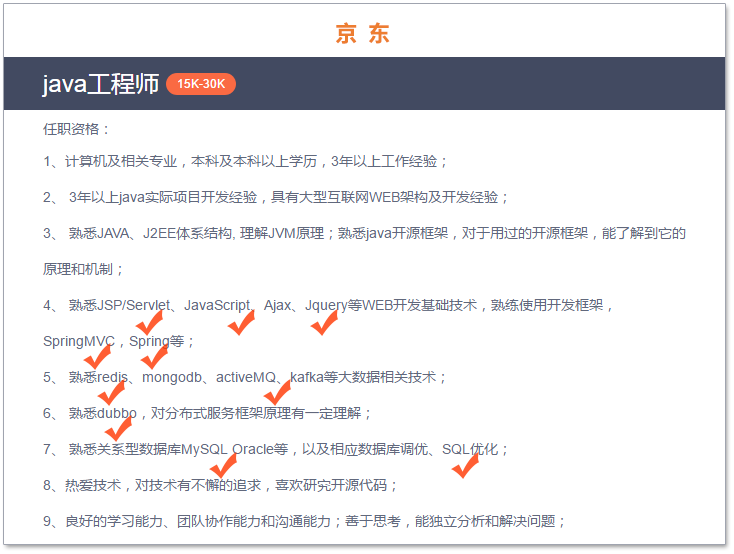 京 东
java工程师 15K-30K
任职资格：
1、计算机及相关专业，本科及本科以上学历，3年以上工作经验；
2、 3年以上java实际项目开发经验，具有大型互联网WEB架构及开发经验；
3、 熟悉JAVA、J2EE体系结构, 理解JVM原理；熟悉java开源框架，对于用过的开源框架，能了解到它的
原理和机制；
4、 熟悉JSP/Servlet、JavaScript、Ajax、Jquery等WEB开发基础技术，熟练使用开发框架，
SpringMVC，Spring等；
5、 熟悉redis、mongodb、activeMQ、kafka等大数据相关技术；
6、 熟悉dubbo，对分布式服务框架原理有一定理解；
7、 熟悉关系型数据库MySQL Oracle等，以及相应数据库调优、SQL优化；
8、热爱技术，对技术有不懈的追求，喜欢研究开源代码；
9、良好的学习能力、团队协作能力和沟通能力；善于思考，能独立分析和解决问题；